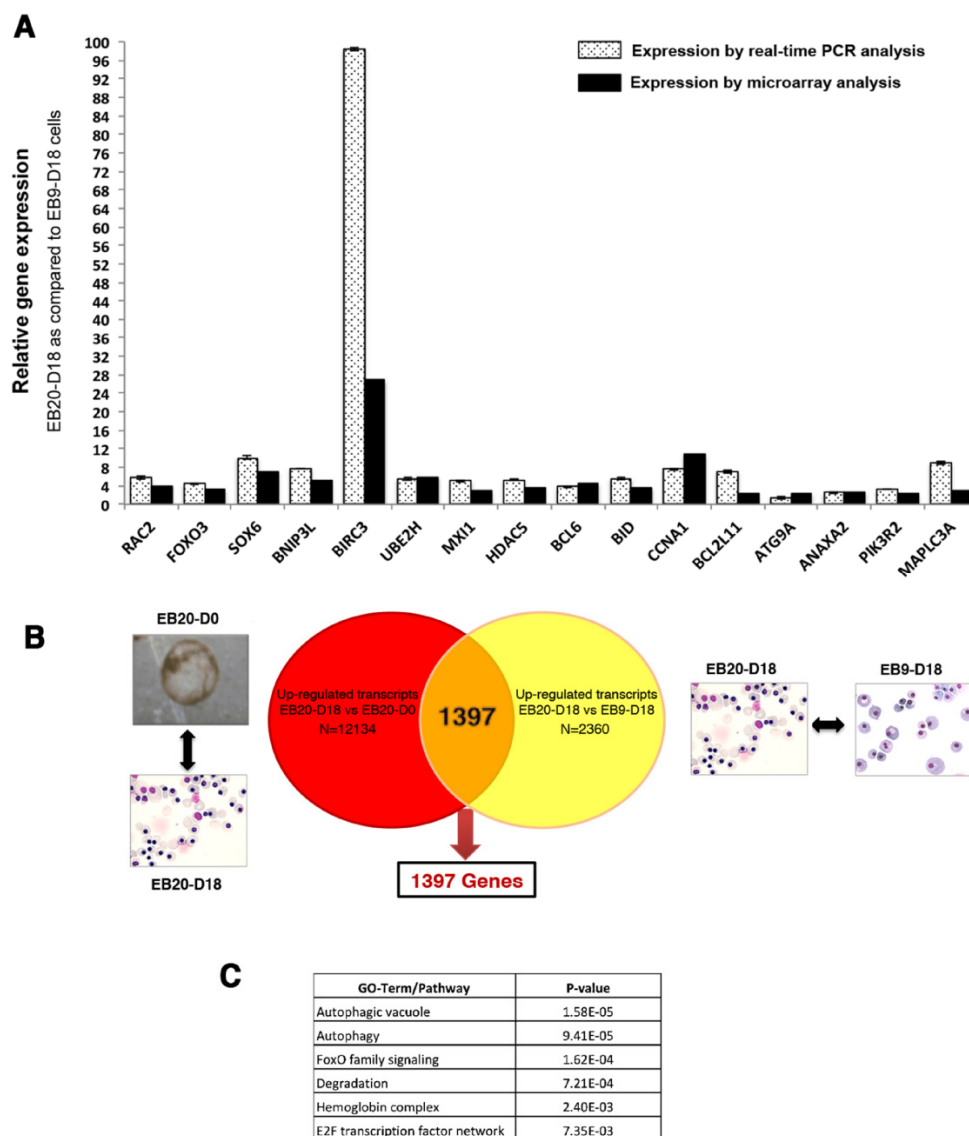 A
100
96
92
88
84
80
76
72
68
64
60
56
52
48
44
40
36
32
28
24
20
16
12
8
4
0
Relative gene expression
EB20-D18 as compared to EB9-D18 cells
Expression by real-time PCR analysis
Expression by microarray analysis
RAC2
FOXO3
SOX6
BNIP3L
BIRC3
UBE2H
MXI1
HDAC5
BCL6
BID
CCNA1
BCL2L11
ATG9A
ANAXA2
PIK3R2
MAPLC3A
B
EB20-D0
EB20-D18
Up-regulated transcripts
EB20-D18 vs EB20-D0
N=12134
1397
Up-regulated transcripts
EB20-D18 vs EB9-D18
N=2360
1397 Genes
EB20-D18
EB9-D18
C
GO-Term/Pathway P-value
Autophagic vacuole 1.58E-05
Autophagy 9.41E-05
FoxO family signaling 1.62E-04
Degradation 7.21E-04
Hemoglobin complex 2.40E-03
E2F transcription factor network 7.35E-03